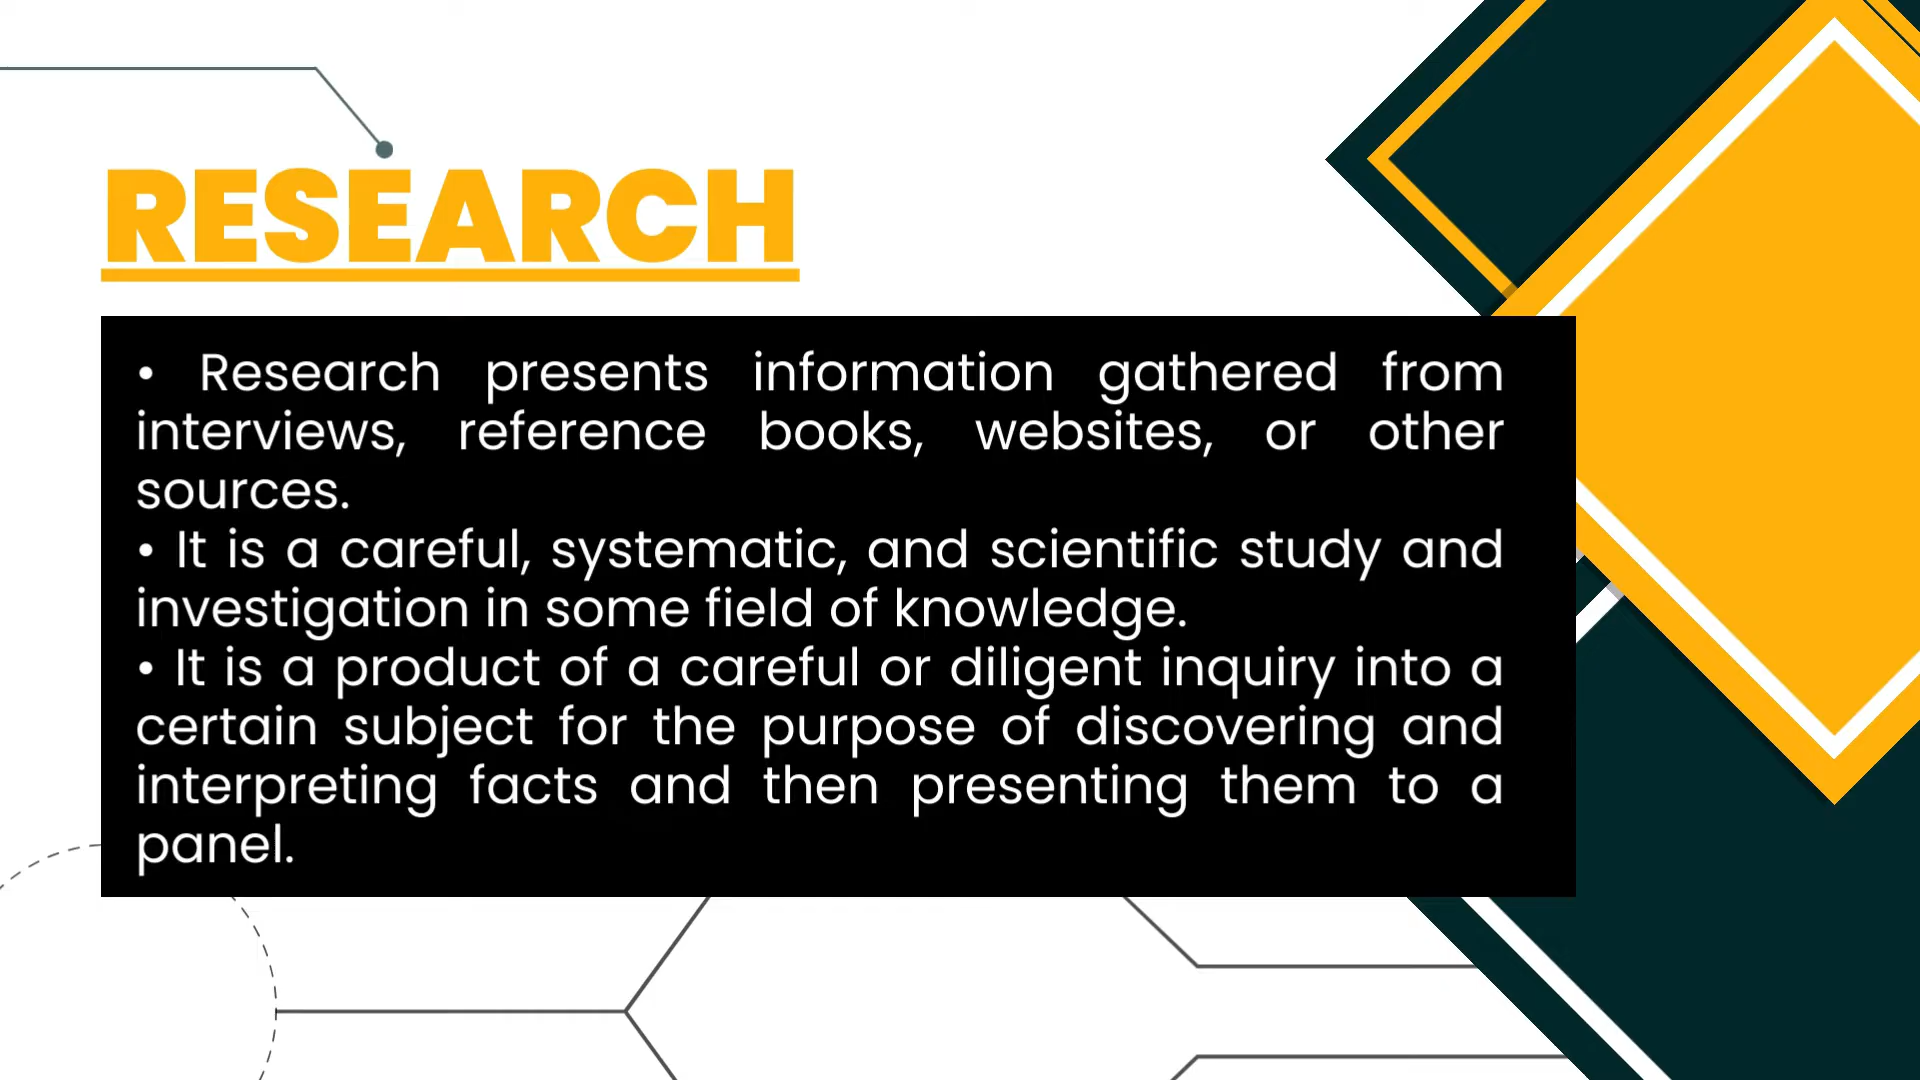 RESEARCH
• Research presents information gathered from
interviews, reference books, websites, or other
sources.
• It is a careful, systematic, and scientific study and
investigation in some field of knowledge.
• It is a product of a careful or diligent inquiry into a
certain subject for the purpose of discovering and
interpreting facts and then presenting them to a
panel.